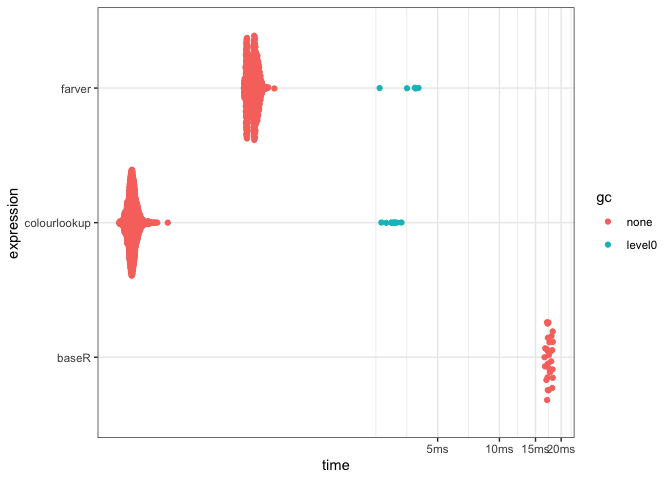 farver
colourlookup
baseR
expression
5ms
10ms
15ms
20ms
time
gc
none
level0